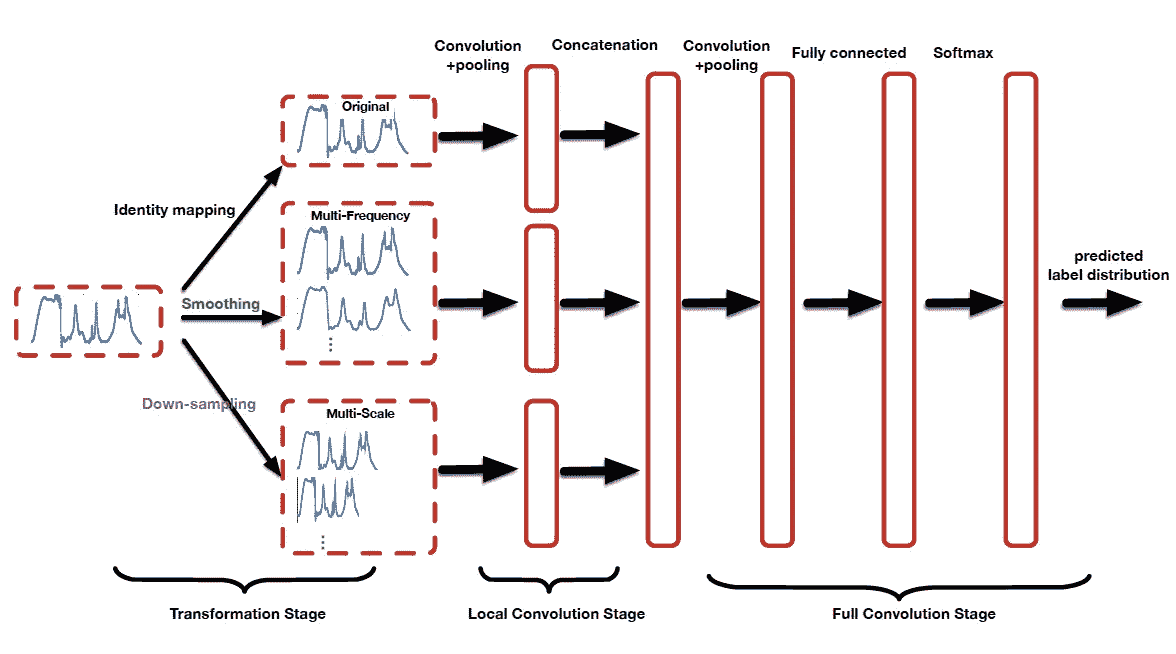 Convolution
+pooling
Concatenation
Convolution
+pooling
Fully connected
Softmax
Original
Identity mapping
Multi-Frequency
Smoothing
predicted
label distribution
Down-sampling
Multi-Scale
Transformation Stage
Local Convolution Stage
Full Convolution Stage